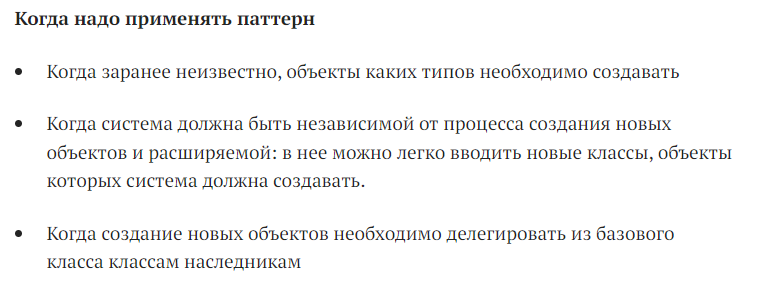 Когда надо применять паттерн
• Когда заранее неизвестно, объекты каких типов необходимо создавать
• Когда система должна быть независимой от процесса создания новых
объектов и расширяемой: в нее можно легко вводить новые классы, объекты
которых система должна создавать.
• Когда создание новых объектов необходимо делегировать из базового
класса классам наследникам